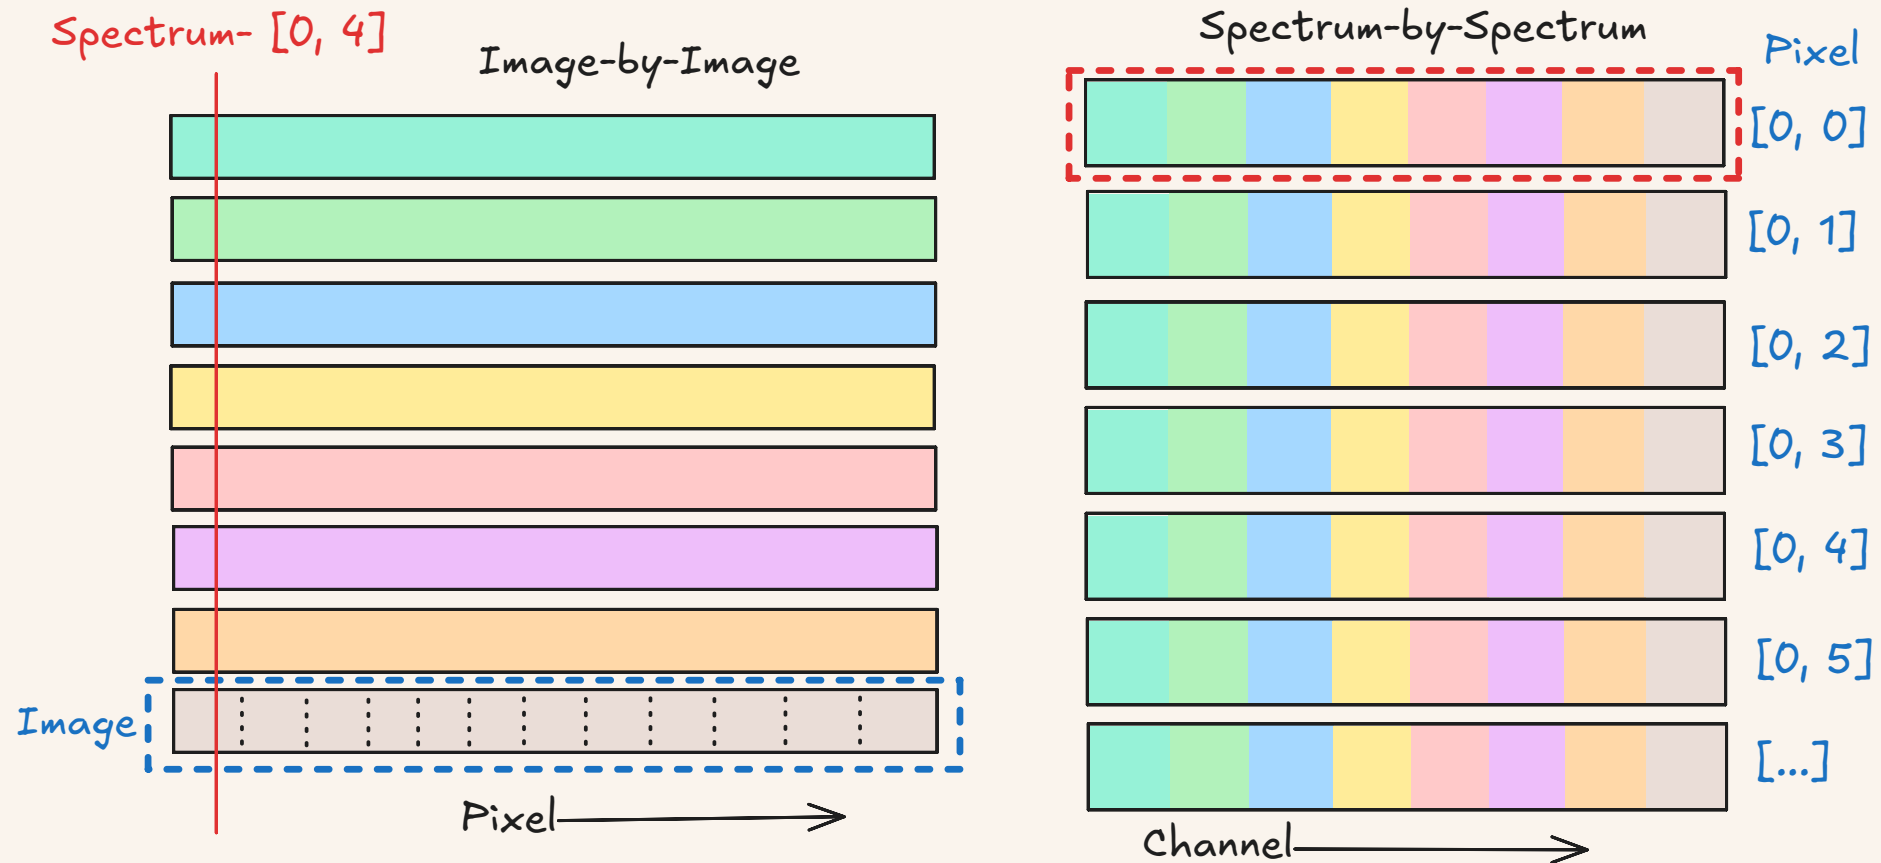 Spectrum- [0, 4]
Image-by-Image
Image
Pixel
Spectrum-by-Spectrum
Pixel
[0, 0]
[0, 1]
[0, 2]
[0, 3]
[0, 4]
[0, 5]
[...]
Channel